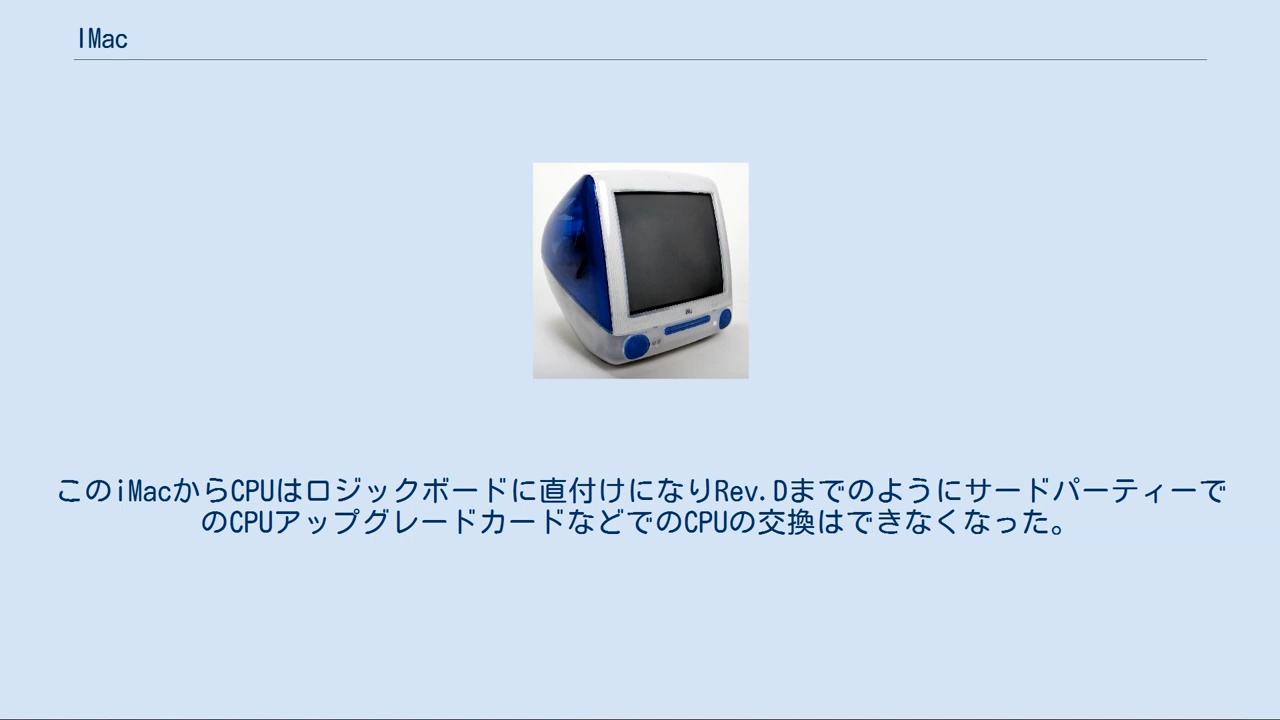 IMac
このiMacからCPUはロジックボードに直付けになりRev.Dまでのようにサードパーティーで
のCPUアップグレードカードなどでのCPUの交換はできなくなった。